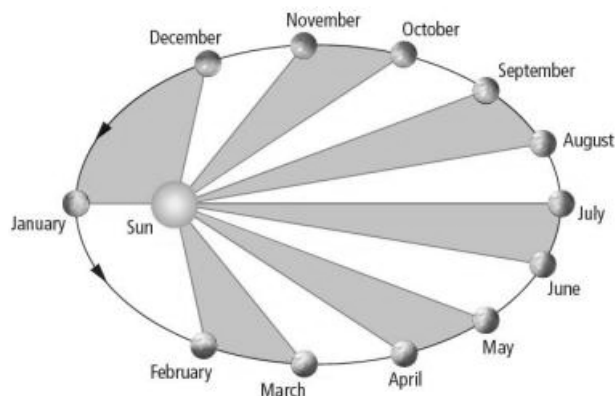 November
December
October
September
August
January
Sun
July
June
May
February
April
March